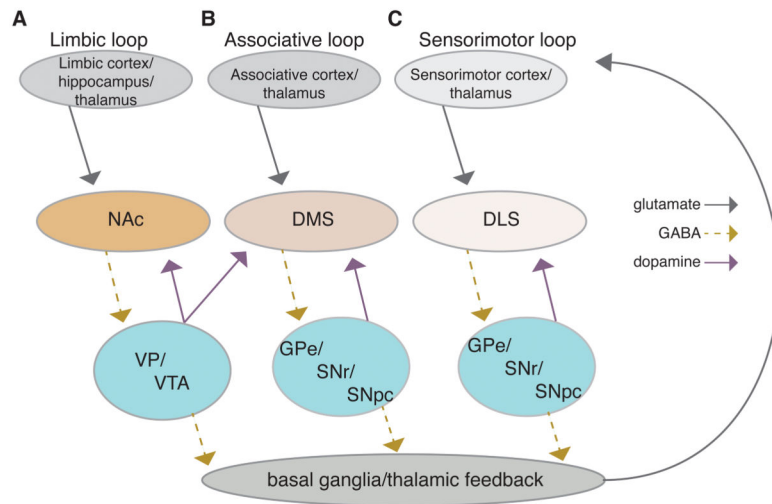 A
Limbic loop
Limbic cortex/
hippocampus/
thalamus
NAc
VP/
VTA
B
Associative loop
Associative cortex/
thalamus
DMS
GPe/
SNr/
SNpc
C
Sensorimotor loop
Sensorimotor cortex/
thalamus
DLS
GPe/
SNr/
SNpc
glutamate
GABA
dopamine
basal ganglia/thalamic feedback